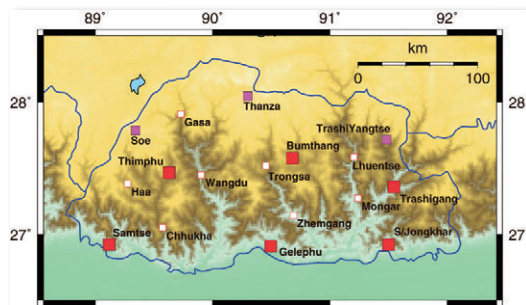 89˚ 90˚ 91˚ 92˚
km
0 100
28˚ 28˚
Thanza
Gasa
TrashiYangtse
Soe
Bumthang
Thimphu
Lhuentse
Trongsa
Wangdu
Haa
Trashigang
Mongar
Zhemgang
Samtse
S/Jongkhar
27˚ 27˚
Chhukha
Gelephu